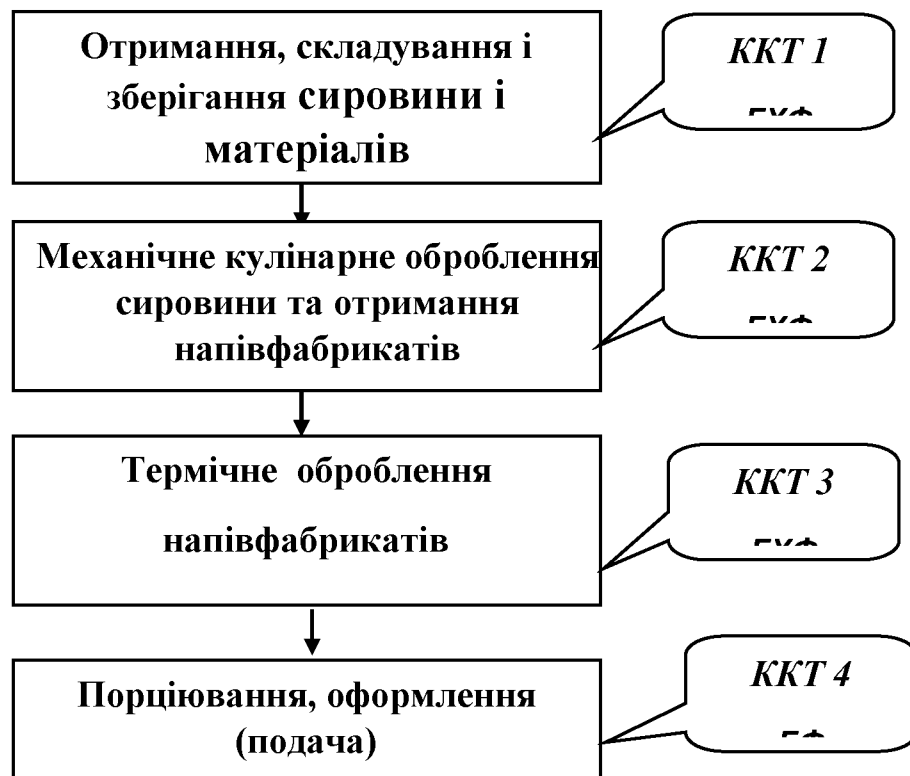 Отримання, складування і
зберігання сировини і
матеріалів
ККТ 1
Механічне кулінарне оброблення
сировини та отримання
напівфабрикатів
ККТ 2
Термічне оброблення
напівфабрикатів
ККТ 3
Порціювання, оформлення
(подача)
ККТ 4